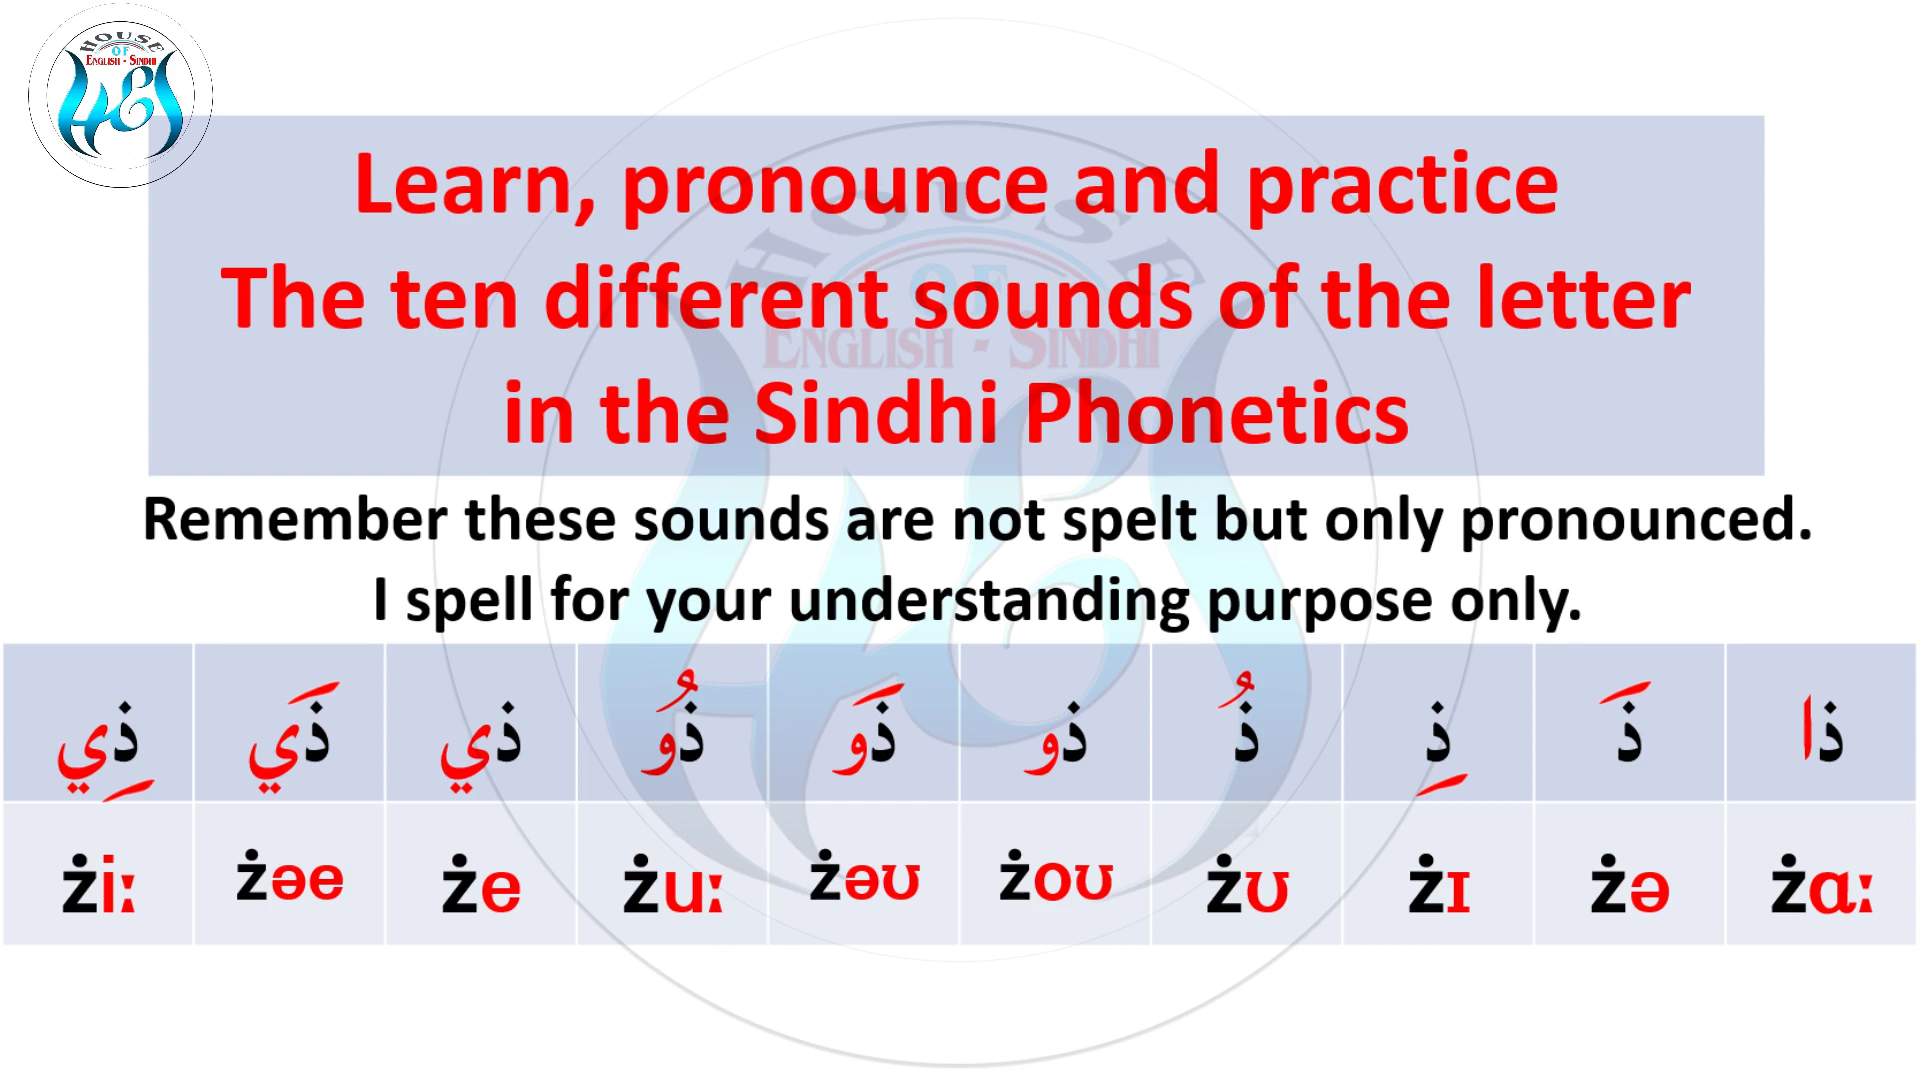 HOUSE
OF
ENGLISH - SINDHI
Learn, pronounce and practice
The ten different sounds of the letter
in the Sindhi Phonetics
Remember these sounds are not spelt but only pronounced.
I spell for your understanding purpose only.
ذا ذَ ذِ ذُ ذو ذَو ذُو ذي ذَي ذِي
żiː żəe że żuː żəʊ żoʊ żʊ żɪ żə żɑː